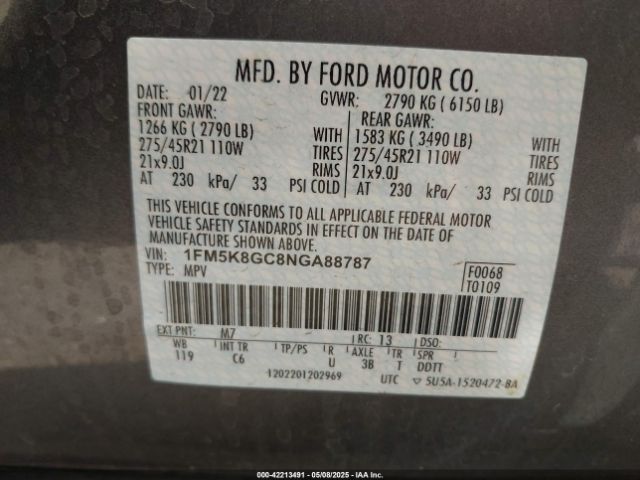 MFD. BY FORD MOTOR CO.
DATE: 01/22 GVWR: 2790 KG ( 6150 LB)
FRONT GAWR: REAR GAWR:
1266 KG ( 2790 LB) WITH 1583 KG ( 3490 LB) WITH
275/45R21 110W TIRES 275/45R21 110W TIRES
21x9.0J RIMS 21x9.0J RIMS
AT 230 kPa/ 33 PSI COLD AT 230 kPa/ 33 PSI COLD
THIS VEHICLE CONFORMS TO ALL APPLICABLE FEDERAL MOTOR
VEHICLE SAFETY STANDARDS IN EFFECT ON THE DATE OF
MANUFACTURE SHOWN ABOVE.
VIN: 1FM5K8GC8NGA88787
TYPE: MPV
F0068
T0109
EXT PNT: M7 RC: 13 DSO:
WB INT TR TP/PS R AXLE TR SPR
119 C6 U 3B T DDTT
1202201202969 UTC ▽ 5U5A-1520472-BA
000-42213491 - 05/08/2025 - IAA Inc.